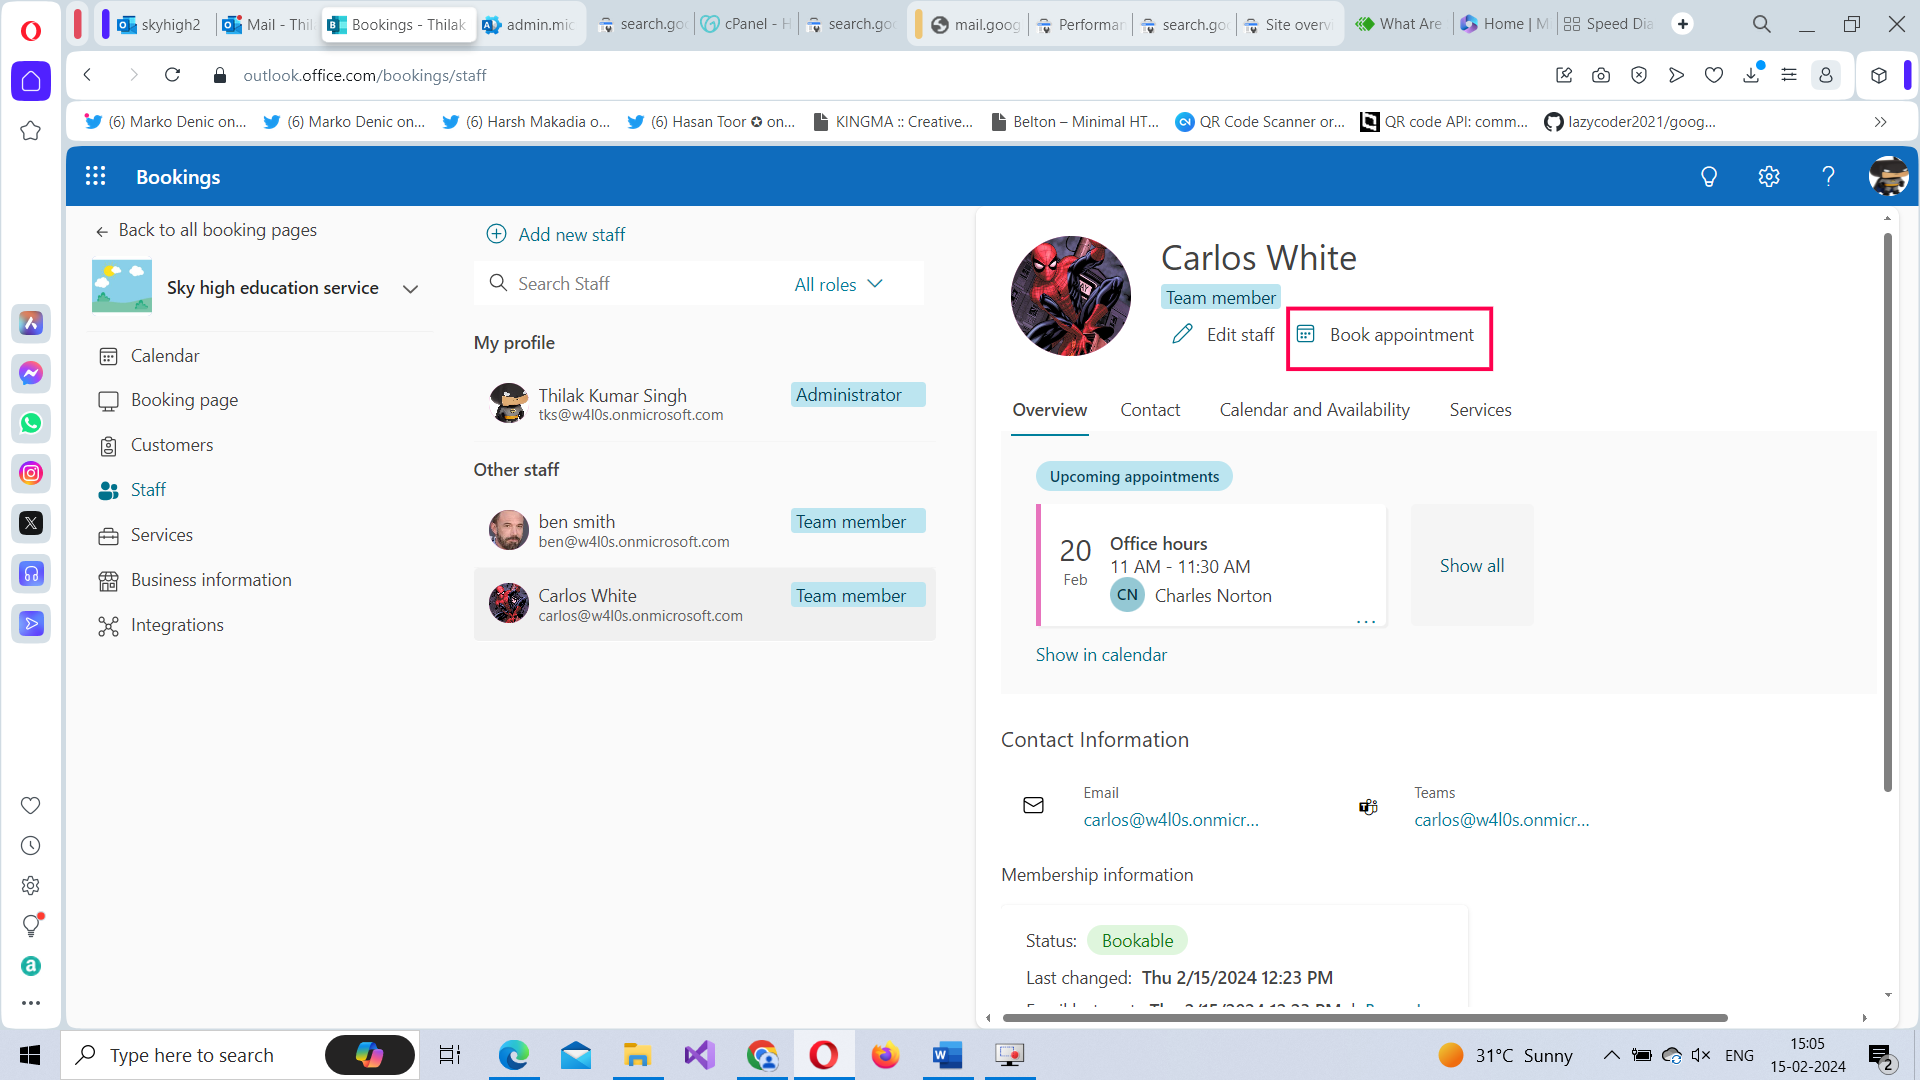 skyhigh2
Mail - Thil
Bookings - Thilak
admin.mic
search.goo
cPanel - H
search.goo
mail.goog
Performan
search.goo
Site overvi
What Are
Home | M
Speed Dia
outlook.office.com/bookings/staff
(6) Marko Denic on...
(6) Marko Denic on...
(6) Harsh Makadia o...
(6) Hasan Toor ✪ on...
KINGMA :: Creative...
Belton – Minimal HT...
QR Code Scanner or...
QR code API: comm...
lazycoder2021/goog...
Bookings
Back to all booking pages
Sky high education service
Calendar
Booking page
Customers
Staff
Services
Business information
Integrations
Add new staff
Search Staff
All roles
My profile
Thilak Kumar Singh
Administrator
tks@w4l0s.onmicrosoft.com
Other staff
ben smith
Team member
ben@w4l0s.onmicrosoft.com
Carlos White
Team member
carlos@w4l0s.onmicrosoft.com
Carlos White
Team member
Edit staff
Book appointment
Overview
Contact
Calendar and Availability
Services
Upcoming appointments
20
Feb
Office hours
11 AM - 11:30 AM
CN
Charles Norton
...
Show all
Show in calendar
Contact Information
Email
carlos@w4l0s.onmicr...
Teams
carlos@w4l0s.onmicr...
Membership information
Status: Bookable
Last changed: Thu 2/15/2024 12:23 PM
Type here to search
31°C Sunny
ENG
15:05
15-02-2024
2